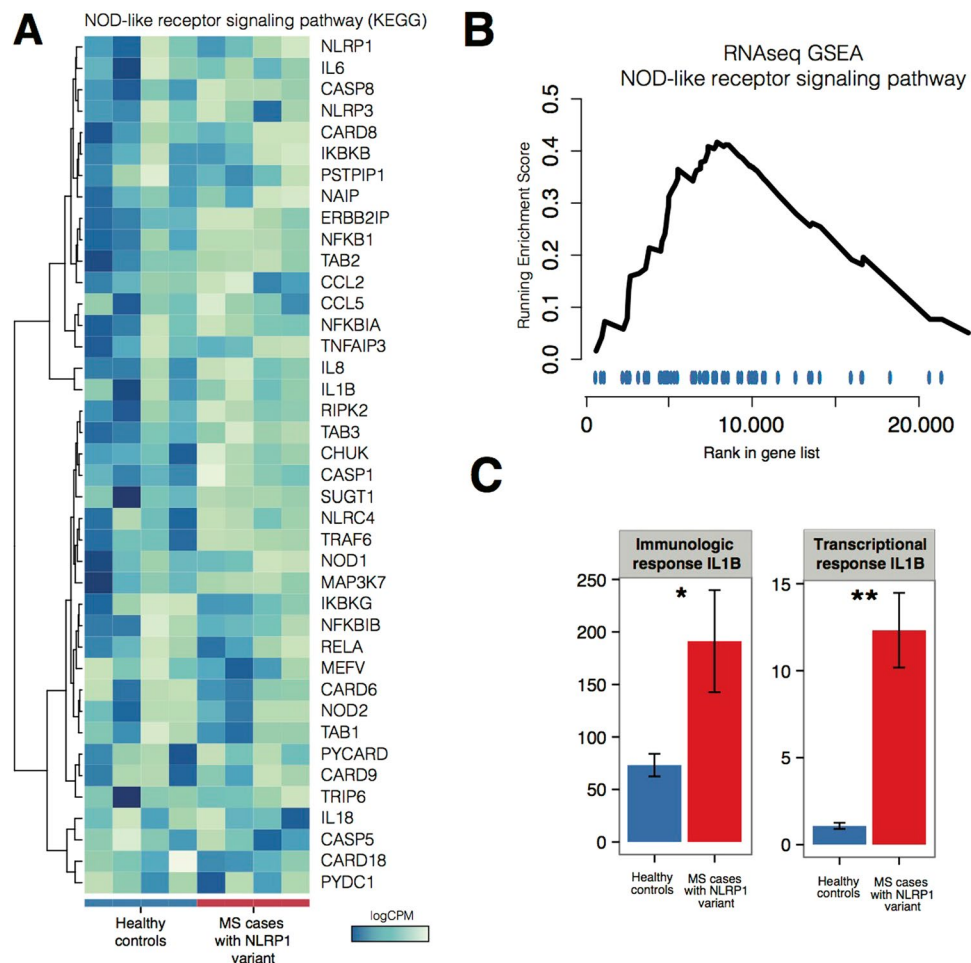 A
NOD-like receptor signaling pathway (KEGG)
NLRP1
IL6
CASP8
NLRP3
CARD8
IKBKB
PSTPIP1
NAIP
ERBB2IP
NFKB1
TAB2
CCL2
CCL5
NFKBIA
TNFAIP3
IL8
IL1B
RIPK2
TAB3
CHUK
CASP1
SUGT1
NLRC4
TRAF6
NOD1
MAP3K7
IKBKG
NFKBIB
RELA
MEFV
CARD6
NOD2
TAB1
PYCARD
CARD9
TRIP6
IL18
CASP5
CARD18
PYDC1
Healthy
controls
MS cases
with NLRP1
variant
logCPM
B
RNAseq GSEA
NOD-like receptor signaling pathway
Running Enrichment Score
0.5
0.4
0.3
0.2
0.1
0.0
0
10.000
20.000
Rank in gene list
C
Immunologic
response IL1B
250
200
150
100
50
0
*
Healthy
controls
MS cases
with NLRP1
variant
Transcriptional
response IL1B
15
10
5
0
**
Healthy
controls
MS cases
with NLRP1
variant